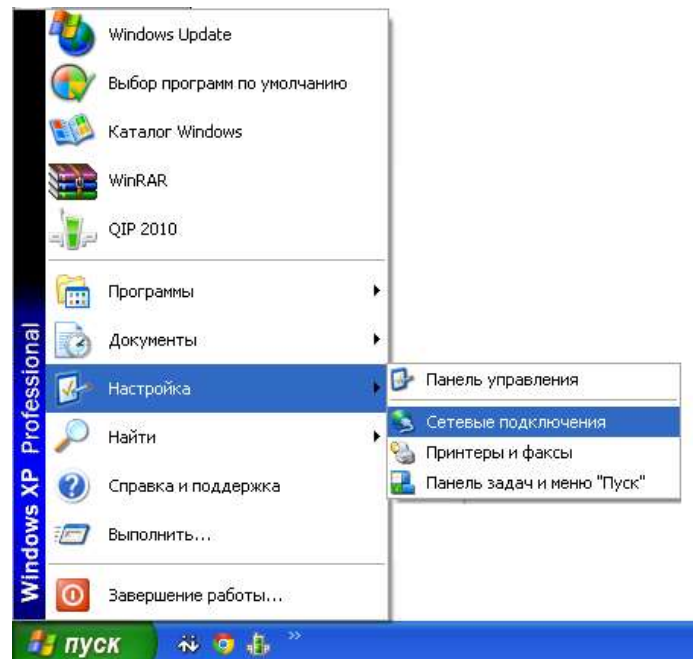 Windows Update
Выбор программ по умолчанию
Каталог Windows
WinRAR
QIP 2010
Программы
Документы
Настройка
Найти
Справка и поддержка
Выполнить...
Завершение работы...
Панель управления
Сетевые подключения
Принтеры и факсы
Панель задач и меню "Пуск"
Windows XP Professional
пуск